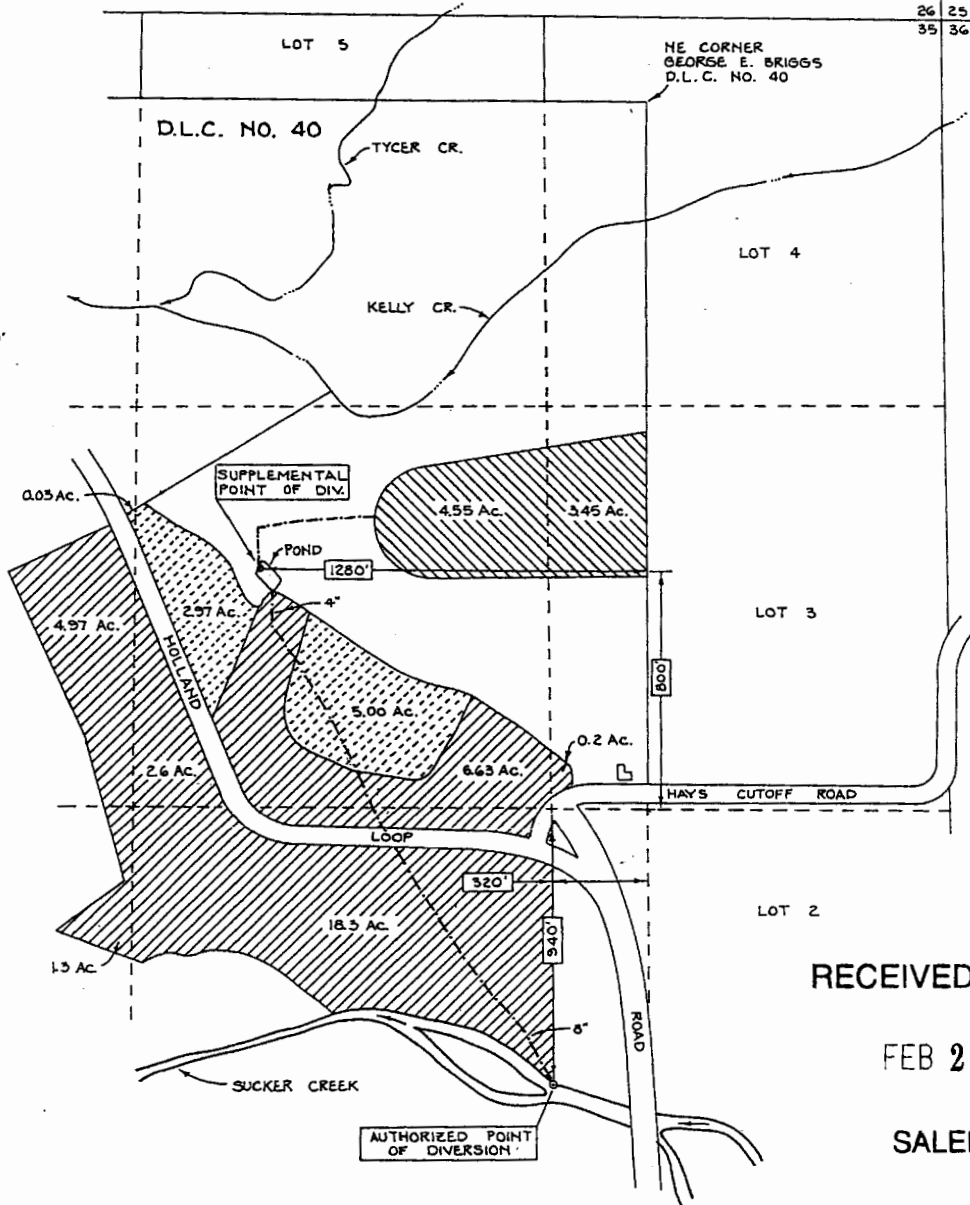 26 25
35 36
LOT 5
NE CORNER
GEORGE E. BRIGGS
D.L.C. NO. 40
D.L.C. NO. 40
TYCER CR.
LOT 4
KELLY CR.
SUPPLEMENTAL
POINT OF DIV.
0.03 Ac.
4.55 Ac.
3.45 Ac.
POND
1280'
4"
2.97 Ac.
4.97 Ac.
LOT 3
HOLLAND
800'
5.00 Ac.
0.2 Ac.
6.63 Ac.
2.6 Ac.
HAYS CUTOFF ROAD
LOOP
320'
LOT 2
18.3 Ac.
940'
1.3 Ac.
RECEIVED
8"
ROAD
FEB 2
SUCKER CREEK
AUTHORIZED POINT
OF DIVERSION